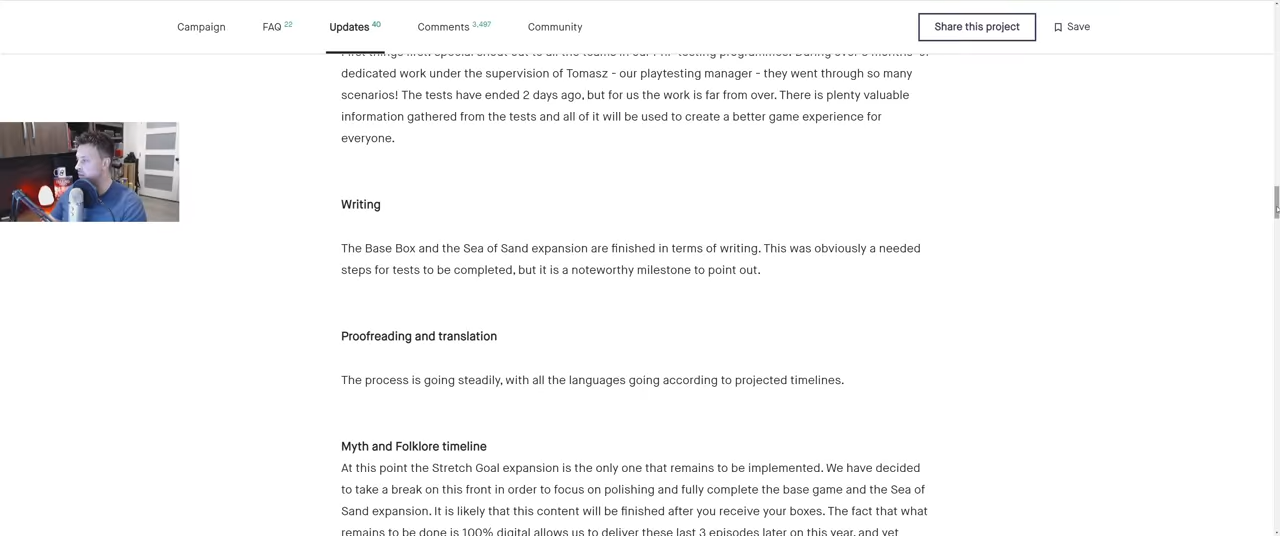 Campaign
FAQ 22
Updates 40
Comments 3,497
Community
Share this project
Save
dedicated work under the supervision of Tomasz - our playtesting manager - they went through so many
scenarios! The tests have ended 2 days ago, but for us the work is far from over. There is plenty valuable
information gathered from the tests and all of it will be used to create a better game experience for
everyone.
Writing
The Base Box and the Sea of Sand expansion are finished in terms of writing. This was obviously a needed
steps for tests to be completed, but it is a noteworthy milestone to point out.
Proofreading and translation
The process is going steadily, with all the languages going according to projected timelines.
Myth and Folklore timeline
At this point the Stretch Goal expansion is the only one that remains to be implemented. We have decided
to take a break on this front in order to focus on polishing and fully complete the base game and the Sea of
Sand expansion. It is likely that this content will be finished after you receive your boxes. The fact that what
remains to be done is 100% digital allows us to deliver these last 3 episodes later on this year, and yet